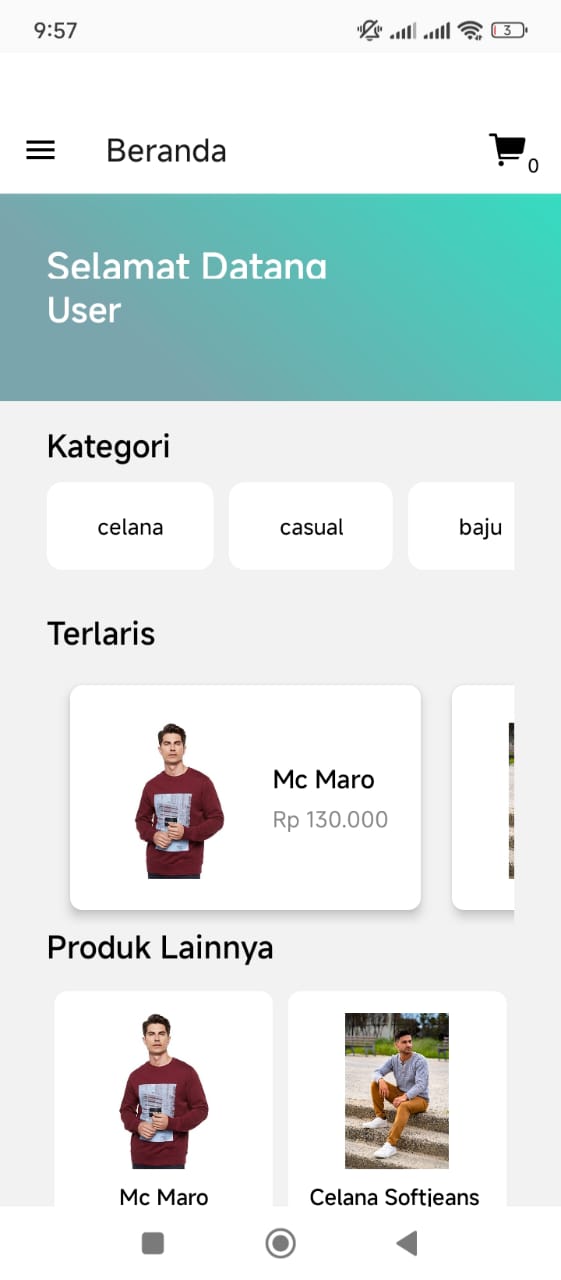 9:57
3
Beranda
0
Selamat Datang
User
Kategori
celana
casual
baju
Terlaris
Mc Maro
Rp 130.000
Produk Lainnya
Mc Maro
Celana Softjeans